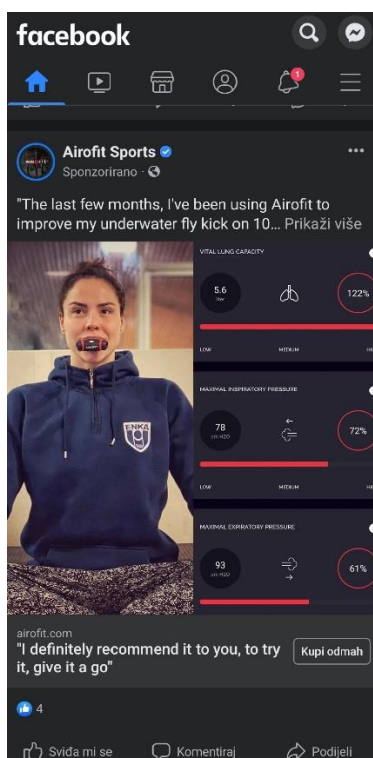 facebook
1
Airofit Sports
Sponzorirano ·
"The last few months, I've been using Airofit to
improve my underwater fly kick on 10... Prikaži više
VITAL LUNG CAPACITY
5.6
liter
122%
LOW MEDIUM
MAXIMAL INSPIRATORY PRESSURE
78
cm H2O
72%
LOW MEDIUM
MAXIMAL EXPIRATORY PRESSURE
93
cm H2O
61%
ENKA
airofit.com
"I definitely recommend it to you, to try
it, give it a go"
Kupi odmah
4
Sviđa mi se Komentiraj Podijeli